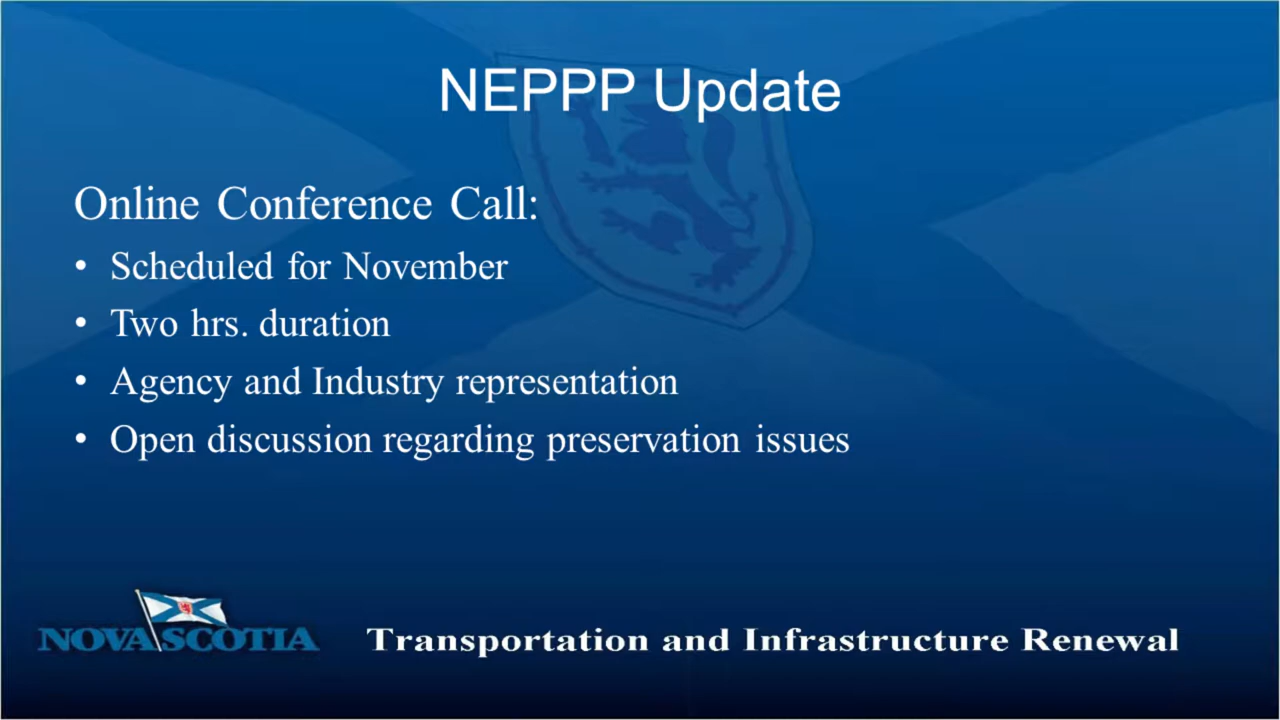 NEPPP Update
Online Conference Call:
• Scheduled for November
• Two hrs. duration
• Agency and Industry representation
• Open discussion regarding preservation issues
NOVA SCOTIA
Transportation and Infrastructure Renewal